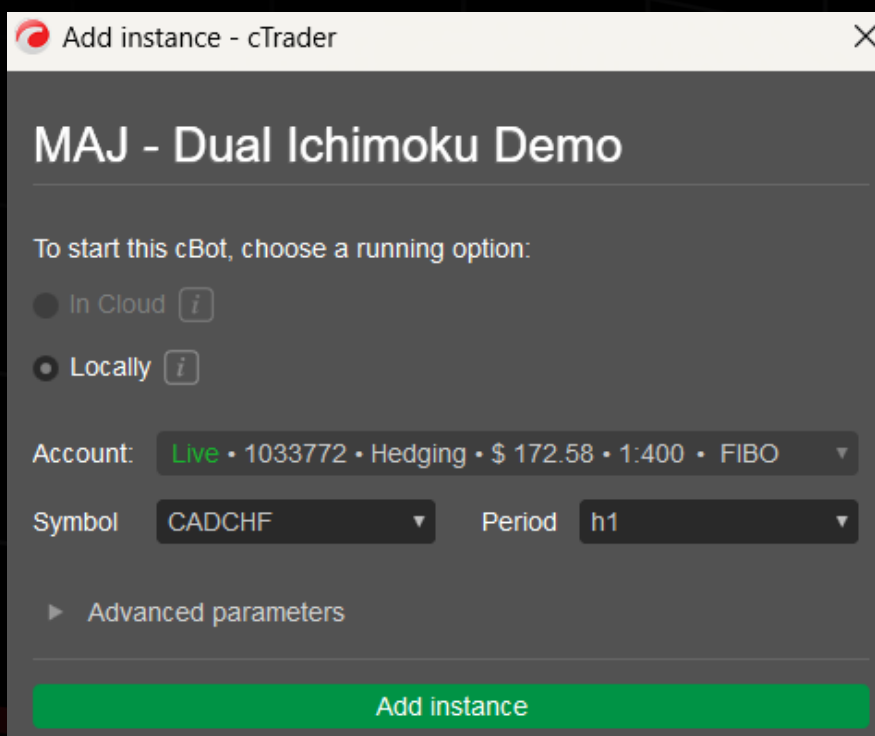 Add instance - cTrader
MAJ - Dual Ichimoku Demo
To start this cBot, choose a running option:
In Cloud i
Locally i
Account: Live • 1033772 • Hedging • $ 172.58 • 1:400 • FIBO
Symbol CADCHF Period h1
Advanced parameters
Add instance